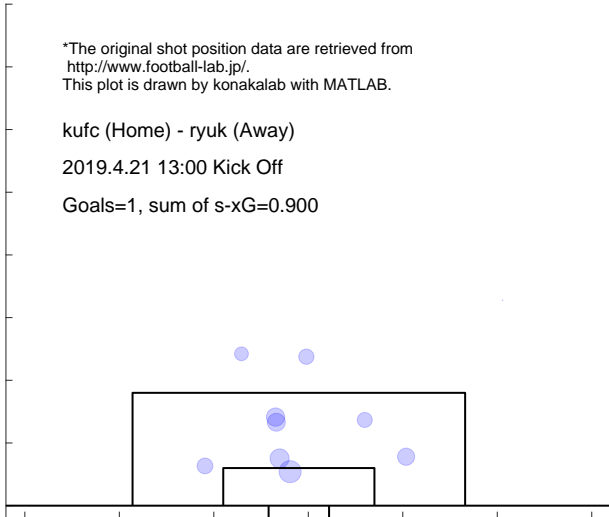 *The original shot position data are retrieved from
http://www.football-lab.jp/.
This plot is drawn by konakalab with MATLAB.
kufc (Home) - ryuk (Away)
2019.4.21 13:00 Kick Off
Goals=1, sum of s-xG=0.900